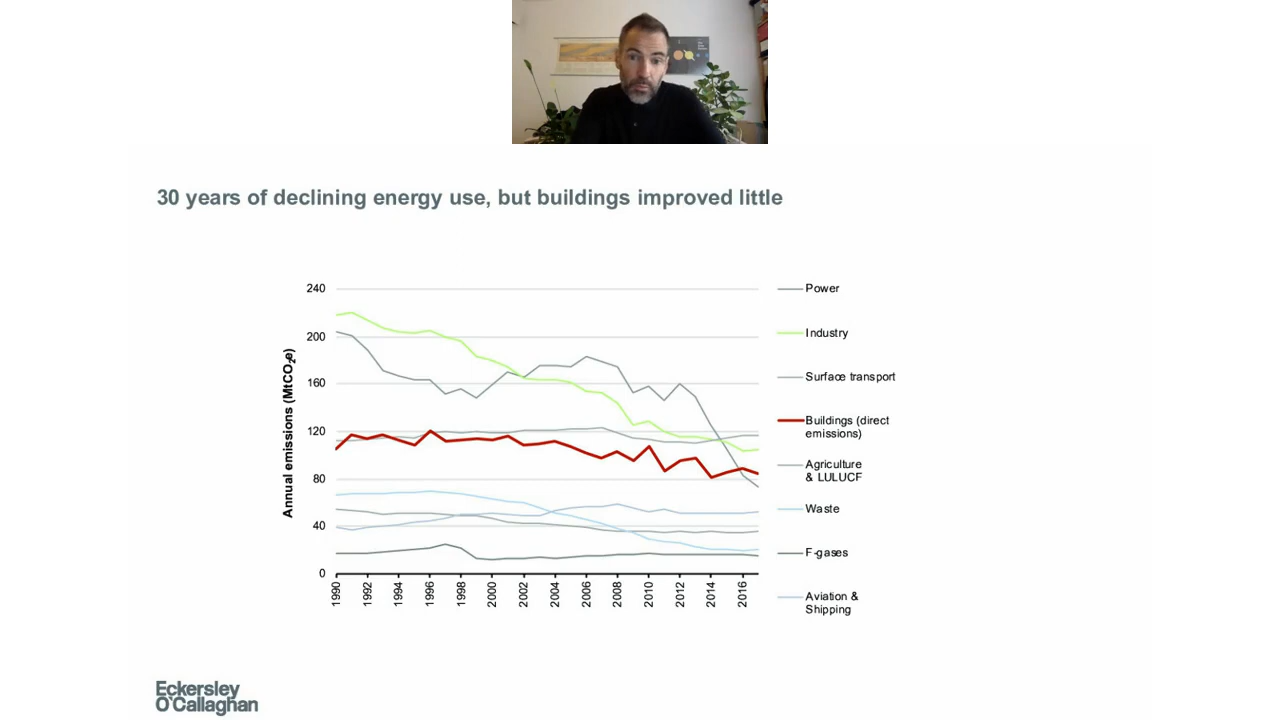 30 years of declining energy use, but buildings improved little
240
200
160
120
80
40
0
Annual emissions (MtCO2e)
1990
1992
1994
1996
1998
2000
2002
2004
2006
2008
2010
2012
2014
2016
Power
Industry
Surface transport
Buildings (direct
emissions)
Agriculture
& LULUCF
Waste
F-gases
Aviation &
Shipping
Eckersley
O'Callaghan